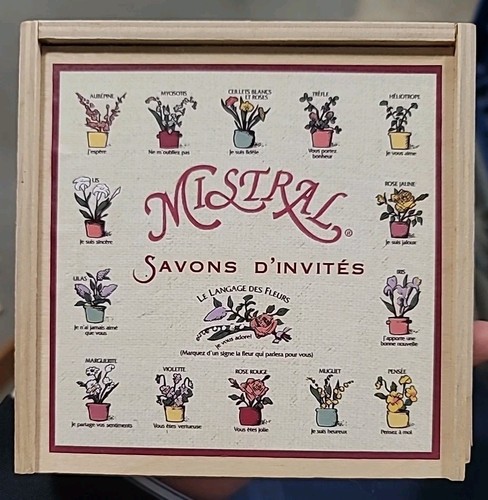 AUBÉPINE
J'espère
MYOSOTIS
Ne m'oubliez pas
ŒILLETS BLANCS
ET ROSES
Je suis fidèle
TRÈFLE
Vous portez
bonheur
HÉLIOTROPE
Je vous aime
LIS
Je suis sincère
MISTRAL®
ROSE JAUNE
Je suis jaloux
SAVONS D'INVITÉS
LILAS
Je n'ai jamais aimé
que vous
LE LANGAGE DES FLEURS
Je vous adore!
(Marquez d'un signe la fleur qui parlera pour vous)
IRIS
J'apporte une
bonne nouvelle
MARGUERITE
Je partage vos sentiments
VIOLETTE
Vous êtes vertueuse
ROSE ROUGE
Vous êtes jolie
MUGUET
Je suis heureux
PENSÉE
Pensez à moi